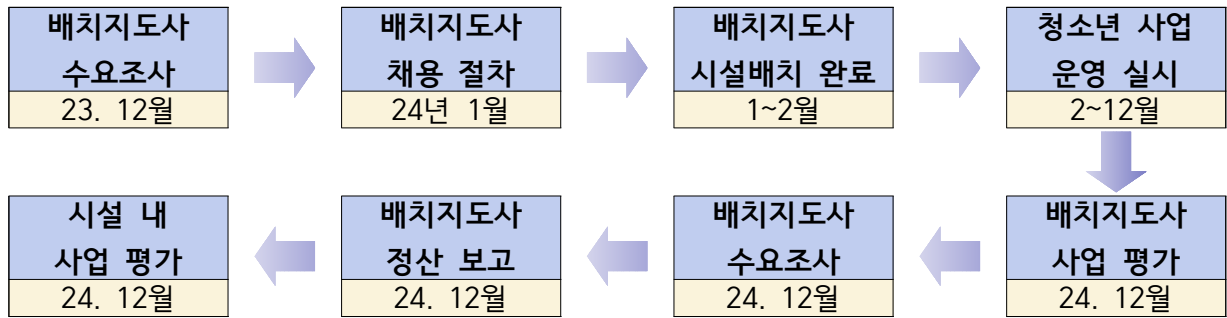 배치지도사
수요조사
23. 12월
배치지도사
채용 절차
24년 1월
배치지도사
시설배치 완료
1~2월
청소년 사업
운영 실시
2~12월
배치지도사
사업 평가
24. 12월
배치지도사
수요조사
24. 12월
배치지도사
정산 보고
24. 12월
시설 내
사업 평가
24. 12월